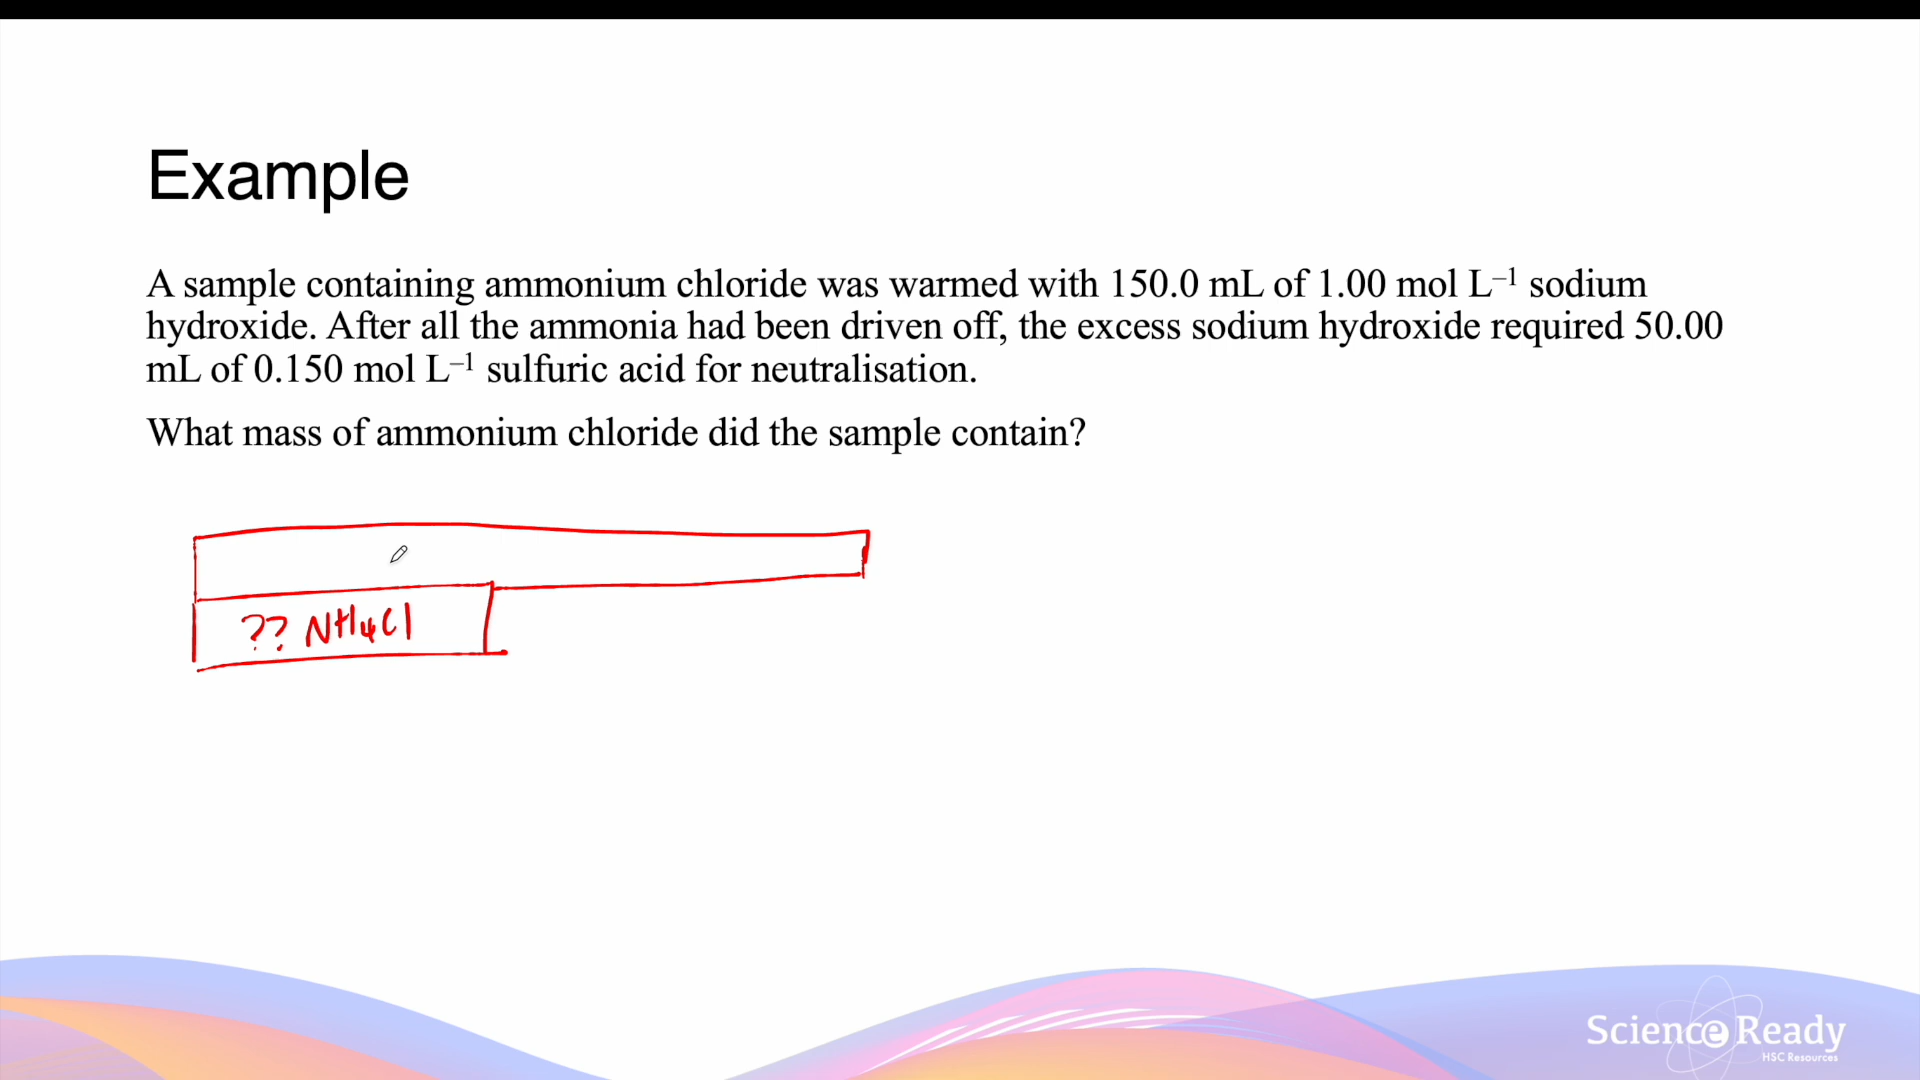 Example
A sample containing ammonium chloride was warmed with 150.0 mL of 1.00 mol L⁻¹ sodium
hydroxide. After all the ammonia had been driven off, the excess sodium hydroxide required 50.00
mL of 0.150 mol L⁻¹ sulfuric acid for neutralisation.
What mass of ammonium chloride did the sample contain?
?? NH₄Cl
Science Ready
HSC Resources